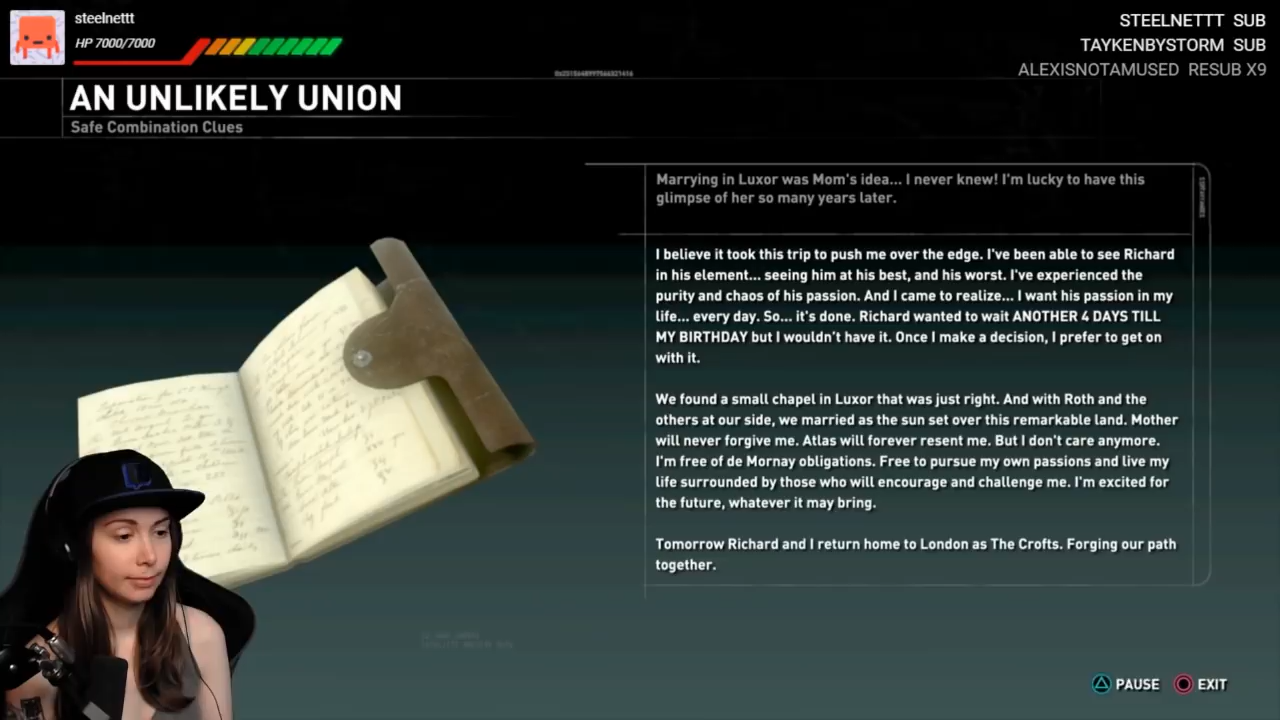 steelnettt
HP 7000/7000
STEELNETTT SUB
TAYKENBYSTORM SUB
ALEXISNOTAMUSED RESUB X9
AN UNLIKELY UNION
Safe Combination Clues
Marrying in Luxor was Mom's idea... I never knew! I'm lucky to have this
glimpse of her so many years later.
I believe it took this trip to push me over the edge. I've been able to see Richard
in his element... seeing him at his best, and his worst. I've experienced the
purity and chaos of his passion. And I came to realize... I want his passion in my
life... every day. So... it's done. Richard wanted to wait ANOTHER 4 DAYS TILL
MY BIRTHDAY but I wouldn't have it. Once I make a decision, I prefer to get on
with it.
We found a small chapel in Luxor that was just right. And with Roth and the
others at our side, we married as the sun set over this remarkable land. Mother
will never forgive me. Atlas will forever resent me. But I don't care anymore.
I'm free of de Mornay obligations. Free to pursue my own passions and live my
life surrounded by those who will encourage and challenge me. I'm excited for
the future, whatever it may bring.
Tomorrow Richard and I return home to London as The Crofts. Forging our path
together.
PAUSE EXIT